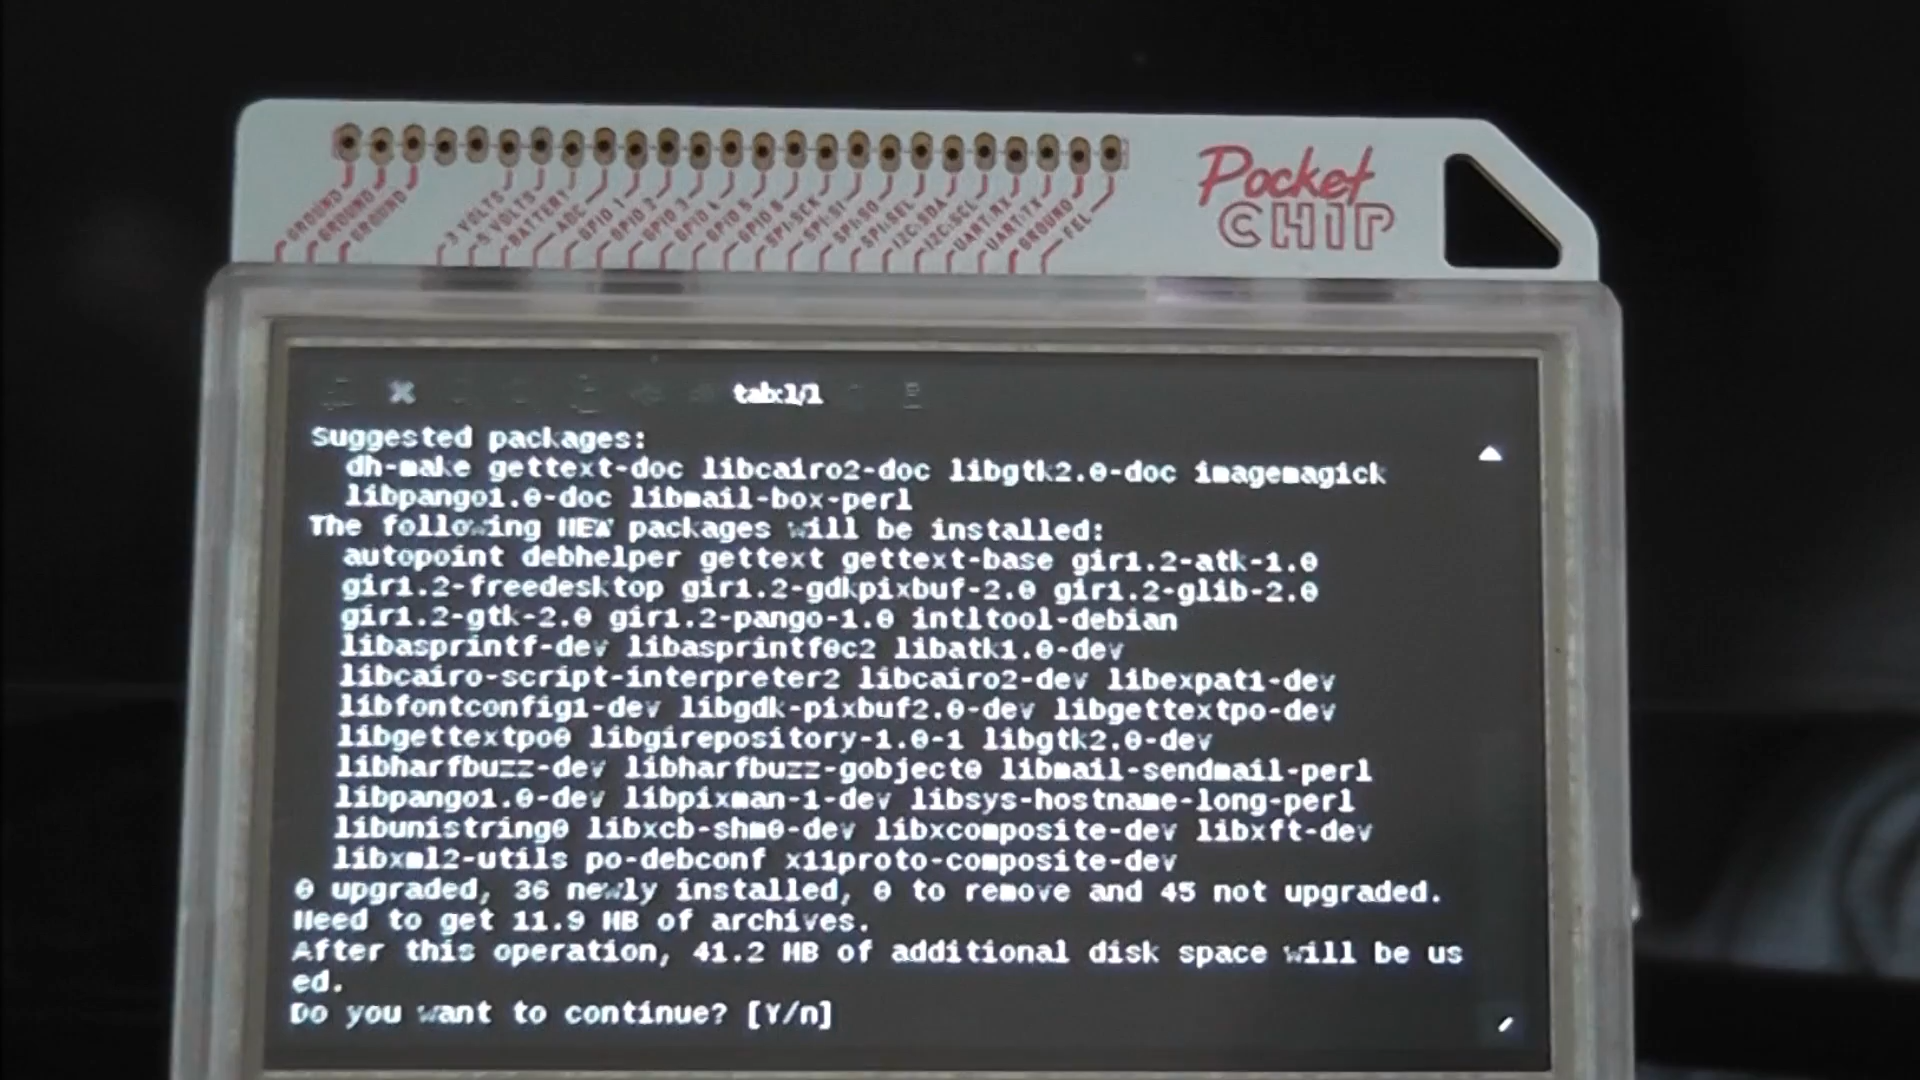 GROUND
GROUND
GROUND
3 VOLTS
5 VOLTS
BATTERY
ADC
GPIO 1
GPIO 2
GPIO 3
GPIO 4
GPIO 5
GPIO 6
SPI:SCK
SPI:SI
SPI:SO
SPI:SEL
I2C:SDA
I2C:SCL
UART:RX
UART:TX
GROUND
FEL
Pocket
CHIP
tab:1/1
Suggested packages:
dh-make gettext-doc libcairo2-doc libgtk2.0-doc imagemagick
libpango1.0-doc libmail-box-perl
The following NEW packages will be installed:
autopoint debhelper gettext gettext-base gir1.2-atk-1.0
gir1.2-freedesktop gir1.2-gdkpixbuf-2.0 gir1.2-glib-2.0
gir1.2-gtk-2.0 gir1.2-pango-1.0 intltool-debian
libasprintf-dev libasprintf0c2 libatk1.0-dev
libcairo-script-interpreter2 libcairo2-dev libexpat1-dev
libfontconfig1-dev libgdk-pixbuf2.0-dev libgettextpo-dev
libgettextpo0 libgirepository-1.0-1 libgtk2.0-dev
libharfbuzz-dev libharfbuzz-gobject0 libmail-sendmail-perl
libpango1.0-dev libpixman-1-dev libsys-hostname-long-perl
libunistring0 libxcb-shm0-dev libxcomposite-dev libxft-dev
libxml2-utils po-debconf x11proto-composite-dev
0 upgraded, 36 newly installed, 0 to remove and 45 not upgraded.
Need to get 11.9 MB of archives.
After this operation, 41.2 MB of additional disk space will be us
ed.
Do you want to continue? [Y/n]